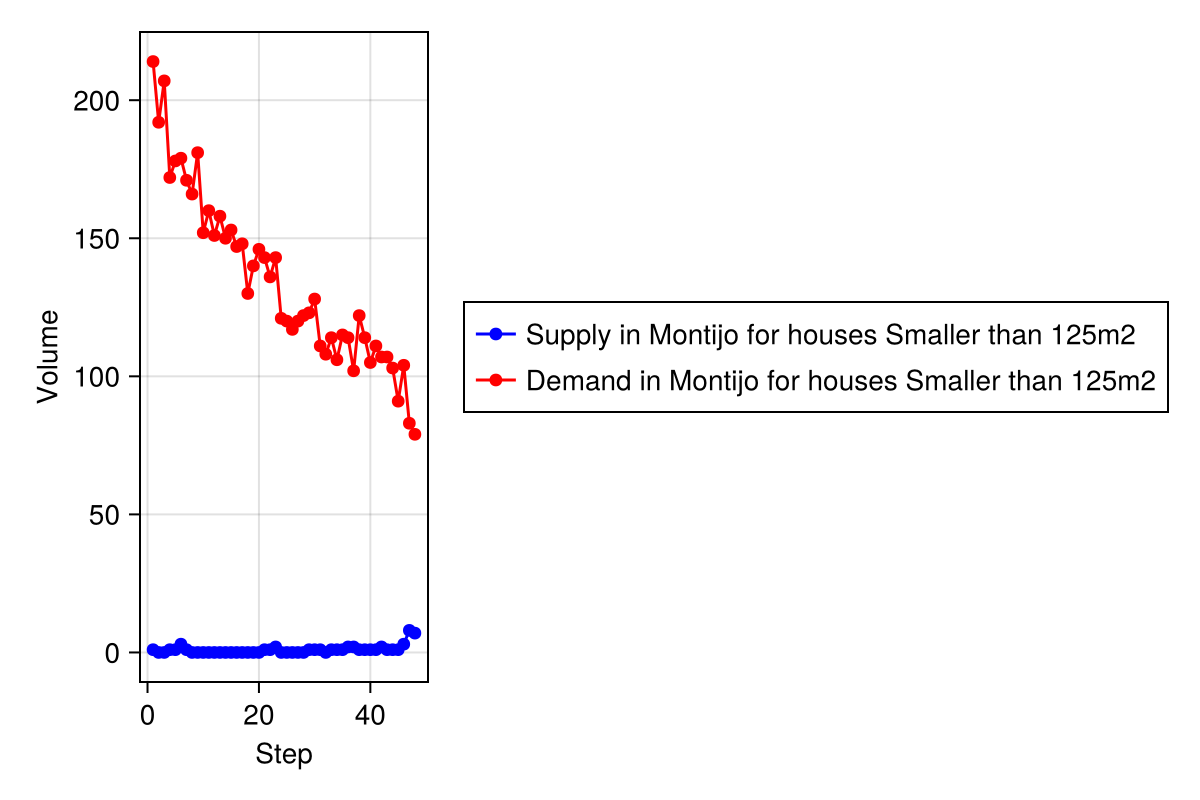 Volume
200
150
100
50
0
0 20 40
Step
Supply in Montijo for houses Smaller than 125m2
Demand in Montijo for houses Smaller than 125m2